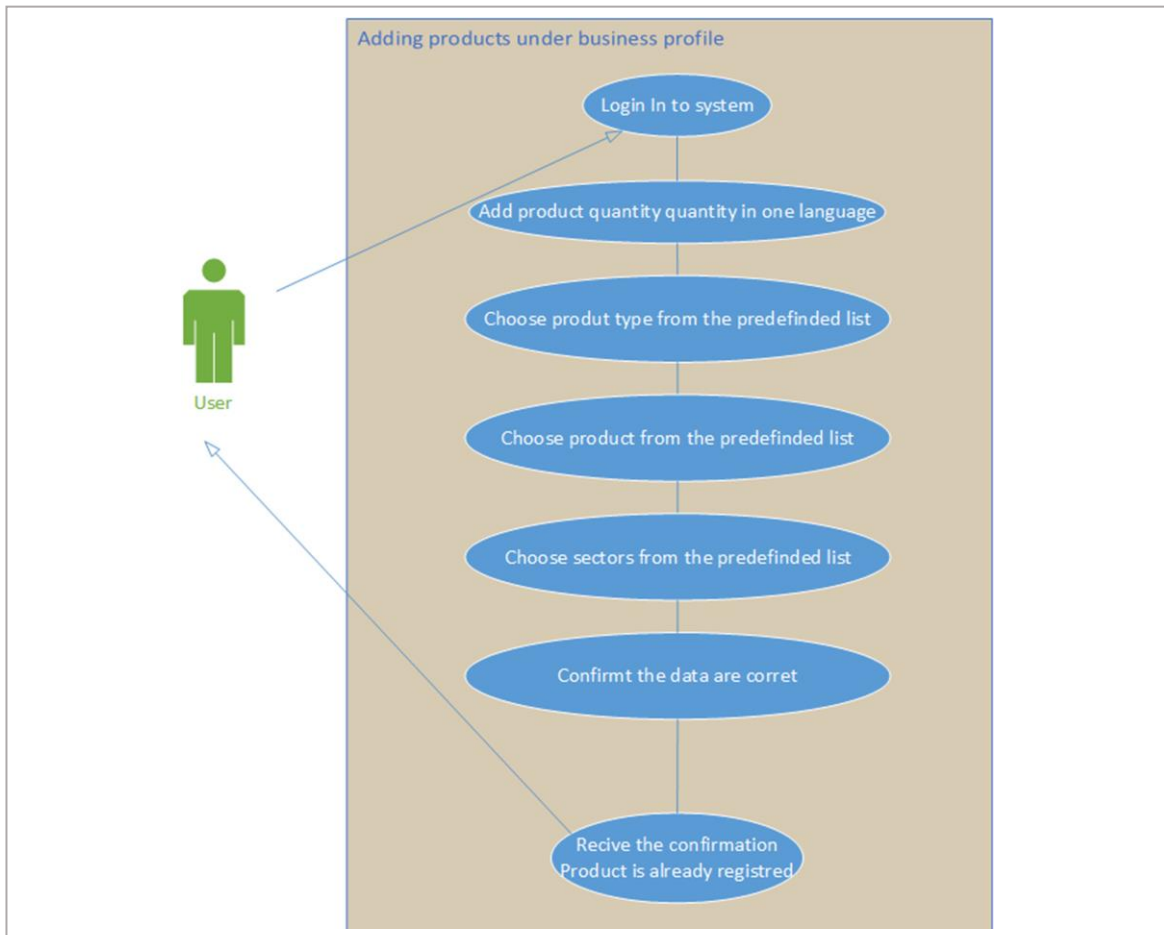 Adding products under business profile
Login In to system
Add product quantity quantity in one language
Choose produt type from the predefinded list
User
Choose product from the predefinded list
Choose sectors from the predefinded list
Confirmt the data are corret
Recive the confirmation
Product is already registred